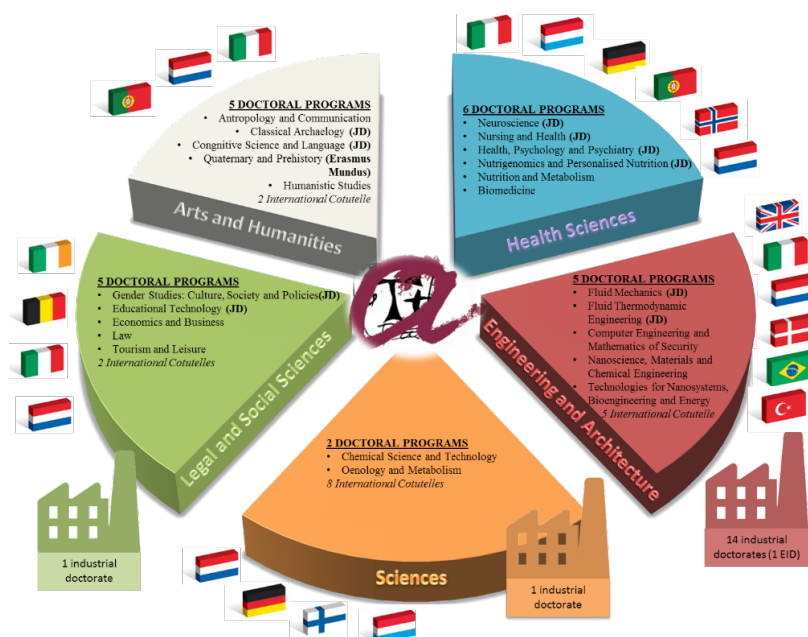 5 DOCTORAL PROGRAMS
• Antropology and Communication
• Classical Archaelogy (JD)
• Congnitive Science and Language (JD)
• Quaternary and Prehistory (Erasmus
Mundus)
• Humanistic Studies
2 International Cotutelle
Arts and Humanities
6 DOCTORAL PROGRAMS
• Neuroscience (JD)
• Nursing and Health (JD)
• Health, Psychology and Psychiatry (JD)
• Nutrigenomics and Personalised Nutrition (JD)
• Nutrition and Metabolism
• Biomedicine
Health Sciences
5 DOCTORAL PROGRAMS
• Gender Studies: Culture, Society and Policies(JD)
• Educational Technology (JD)
• Economics and Business
• Law
• Tourism and Leisure
2 International Cotutelles
Legal and Social Sciences
5 DOCTORAL PROGRAMS
• Fluid Mechanics (JD)
• Fluid Thermodynamic
Engineering (JD)
• Computer Engineering and
Mathematics of Security
• Nanoscience, Materials and
Chemical Engineering
• Technologies for Nanosystems,
Bioengineering and Energy
5 International Cotutelle
Engineering and Architecture
2 DOCTORAL PROGRAMS
• Chemical Science and Technology
• Oenology and Metabolism
8 International Cotutelles
Sciences
1 industrial
doctorate
1 industrial
doctorate
14 industrial
doctorates (1 EID)